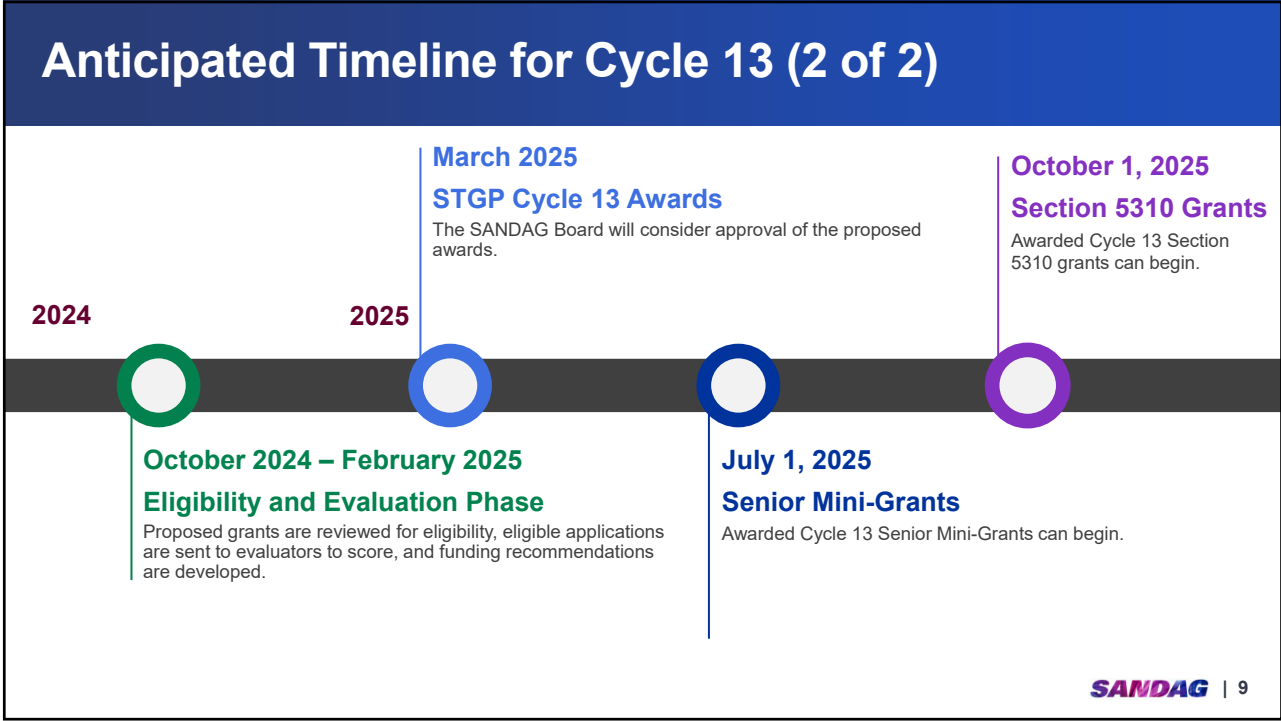 Anticipated Timeline for Cycle 13 (2 of 2)
March 2025
STGP Cycle 13 Awards
The SANDAG Board will consider approval of the proposed
awards.
October 1, 2025
Section 5310 Grants
Awarded Cycle 13 Section
5310 grants can begin.
2024
2025
October 2024 – February 2025
Eligibility and Evaluation Phase
Proposed grants are reviewed for eligibility, eligible applications
are sent to evaluators to score, and funding recommendations
are developed.
July 1, 2025
Senior Mini-Grants
Awarded Cycle 13 Senior Mini-Grants can begin.
SANDAG | 9